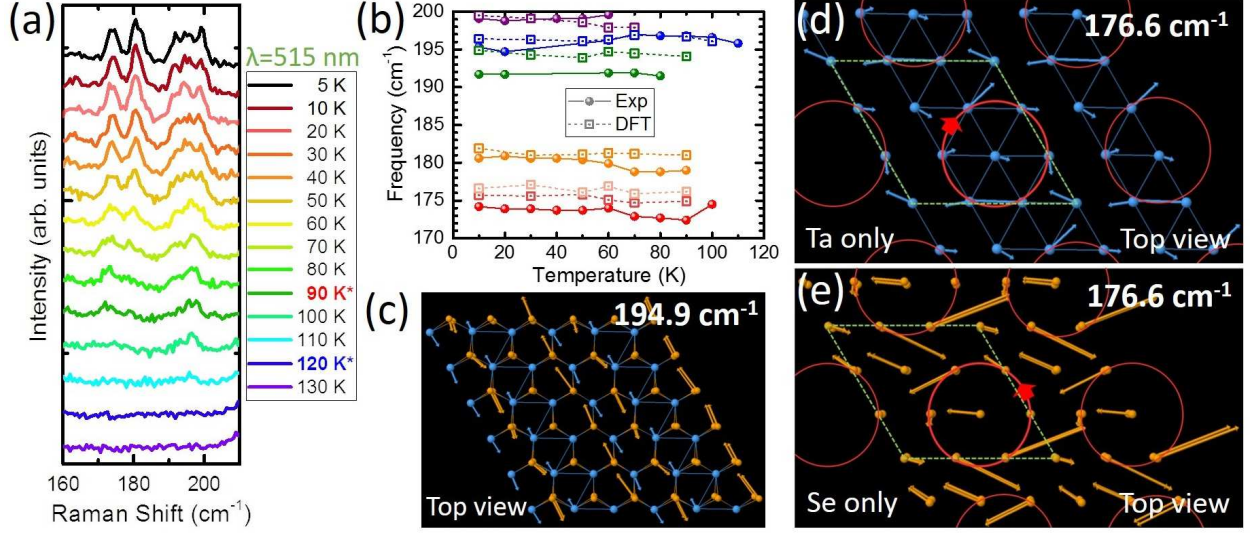 (a)
λ=515 nm
5 K
10 K
20 K
30 K
40 K
50 K
60 K
70 K
80 K
90 K*
100 K
110 K
120 K*
130 K
Intensity (arb. units)
160 180 200
Raman Shift (cm-1)
(b)
200
195
190
185
180
175
170
Frequency (cm-1)
Exp
DFT
0 20 40 60 80 100 120
Temperature (K)
(c)
194.9 cm-1
Top view
(d)
176.6 cm-1
Ta only
Top view
(e)
176.6 cm-1
Se only
Top view